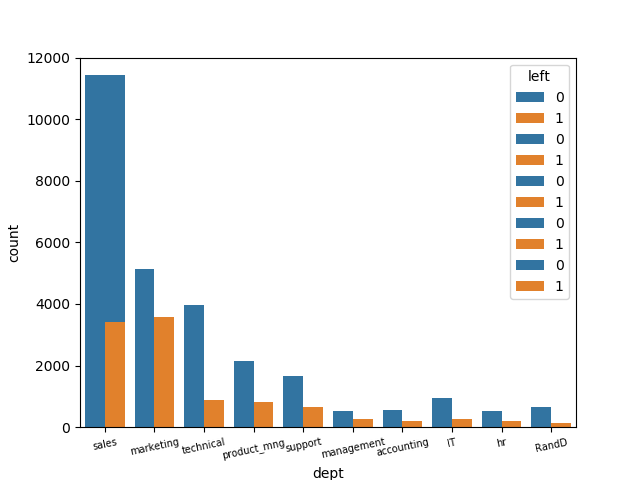 12000
10000
8000
6000
4000
2000
0
count
left
0
1
0
1
0
1
0
1
0
1
sales
marketing
technical
product_mng
support
management
accounting
IT
hr
RandD
dept